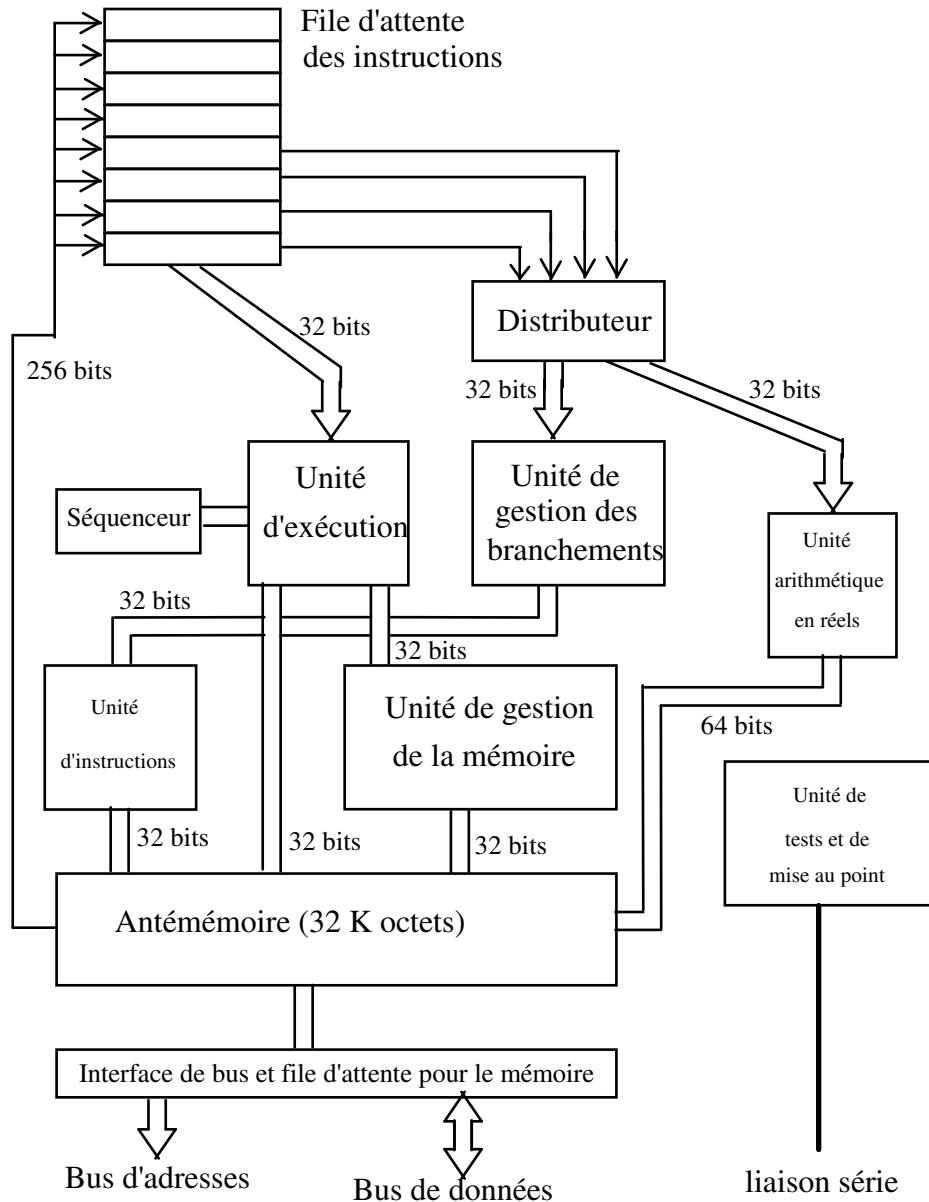 File d'attente
des instructions
32 bits
Distributeur
256 bits
32 bits
32 bits
Unité
d'exécution
Unité de
gestion des
branchements
Séquenceur
Unité
arithmétique
en réels
32 bits
32 bits
Unité
d'instructions
Unité de gestion
de la mémoire
64 bits
Unité de
tests et de
mise au point
32 bits
32 bits
32 bits
Antémémoire (32 K octets)
Interface de bus et file d'attente pour le mémoire
Bus d'adresses
Bus de données
liaison série